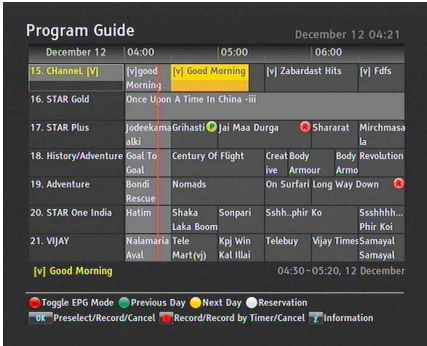 Program Guide
December 12 04:21
December 12 04:00 05:00 06:00
15. CHanneL [V] [v]good Morning [v] Good Morning [v] Zabardast Hits [v] Fdfs
16. STAR Gold Once Upon A Time In China -iii
17. STAR Plus Jodeekama alki Grihasti P Jai Maa Durga R Shararat Mirchmasa la
18. History/Adventure Goal To Goal Century Of Flight Creat ive Body Armour Body Armo Revolution
19. Adventure Bondi Rescue Nomads On Surfari Long Way Down R
20. STAR One India Hatim Shaka Laka Boom Sonpari Sshh..phir Ko Ssshhhh... Phir Koi
21. VIJAY Nalamaria Aval Tele Mart(vj) Kpj Win Kal Illai Telebuy Vijay Times Samayal Samayal
[v] Good Morning 04:30~05:20, 12 December
Toggle EPG Mode Previous Day Next Day Reservation
OK Preselect/Record/Cancel Record/Record by Timer/Cancel i Information